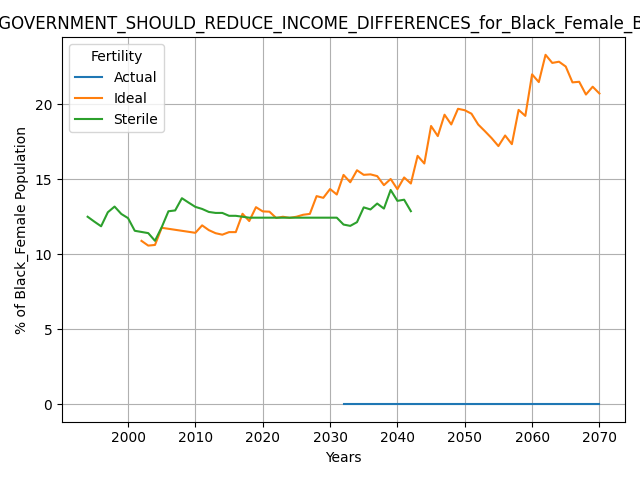 GOVERNMENT_SHOULD_REDUCE_INCOME_DIFFERENCES_for_Black_Female_B
Fertility
Actual
Ideal
Sterile
% of Black_Female Population
20
15
10
5
0
2000 2010 2020 2030 2040 2050 2060 2070
Years